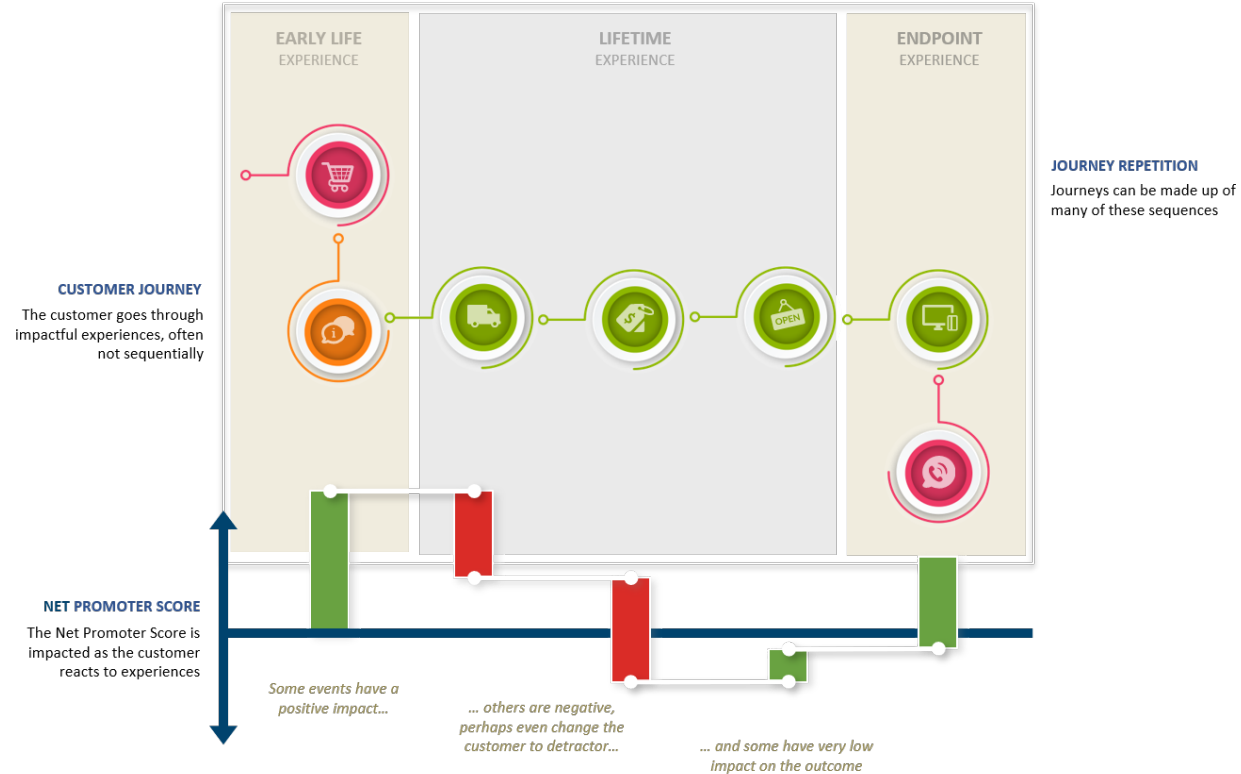 EARLY LIFE
EXPERIENCE
LIFETIME
EXPERIENCE
ENDPOINT
EXPERIENCE
JOURNEY REPETITION
Journeys can be made up of
many of these sequences
CUSTOMER JOURNEY
The customer goes through
impactful experiences, often
not sequentially
i
$
OPEN
NET PROMOTER SCORE
The Net Promoter Score is
impacted as the customer
reacts to experiences
Some events have a
positive impact...
... others are negative,
perhaps even change the
customer to detractor...
... and some have very low
impact on the outcome